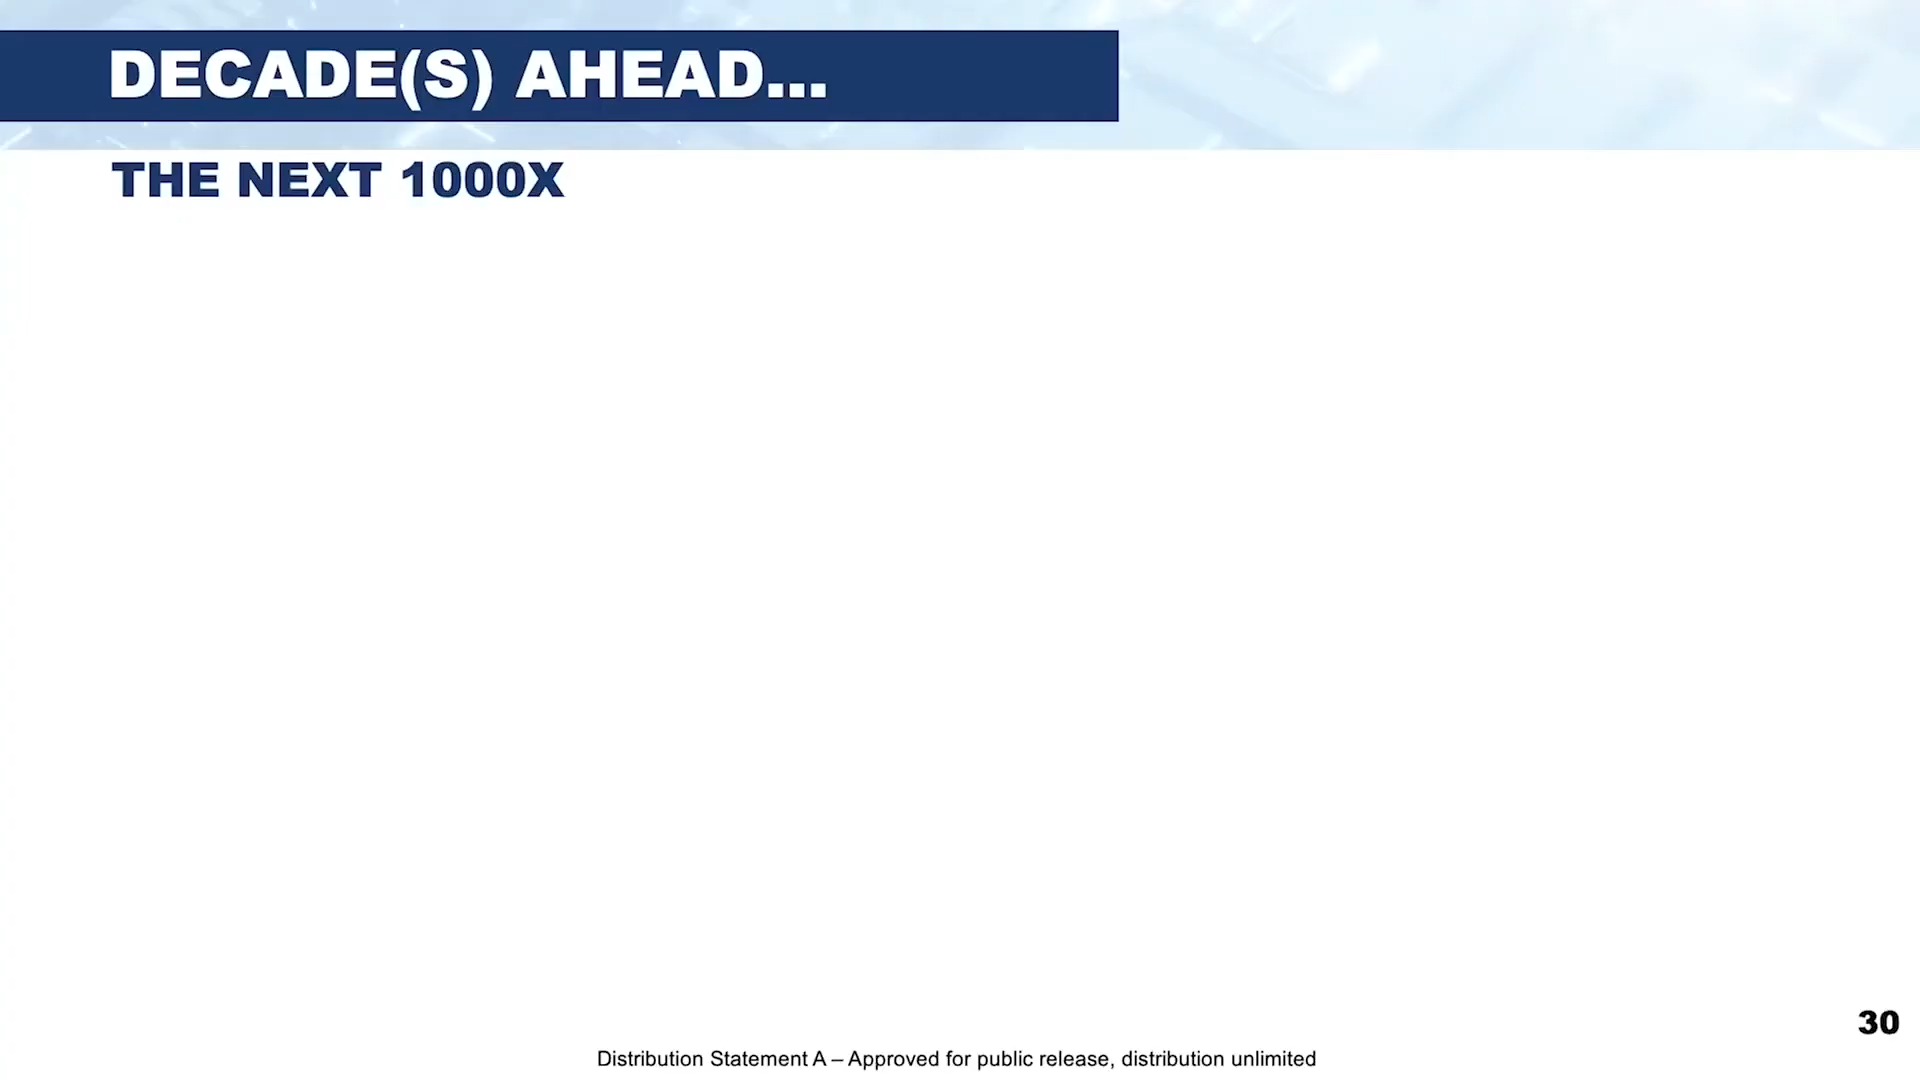 DECADE(S) AHEAD...
THE NEXT 1000X
30
Distribution Statement A – Approved for public release, distribution unlimited